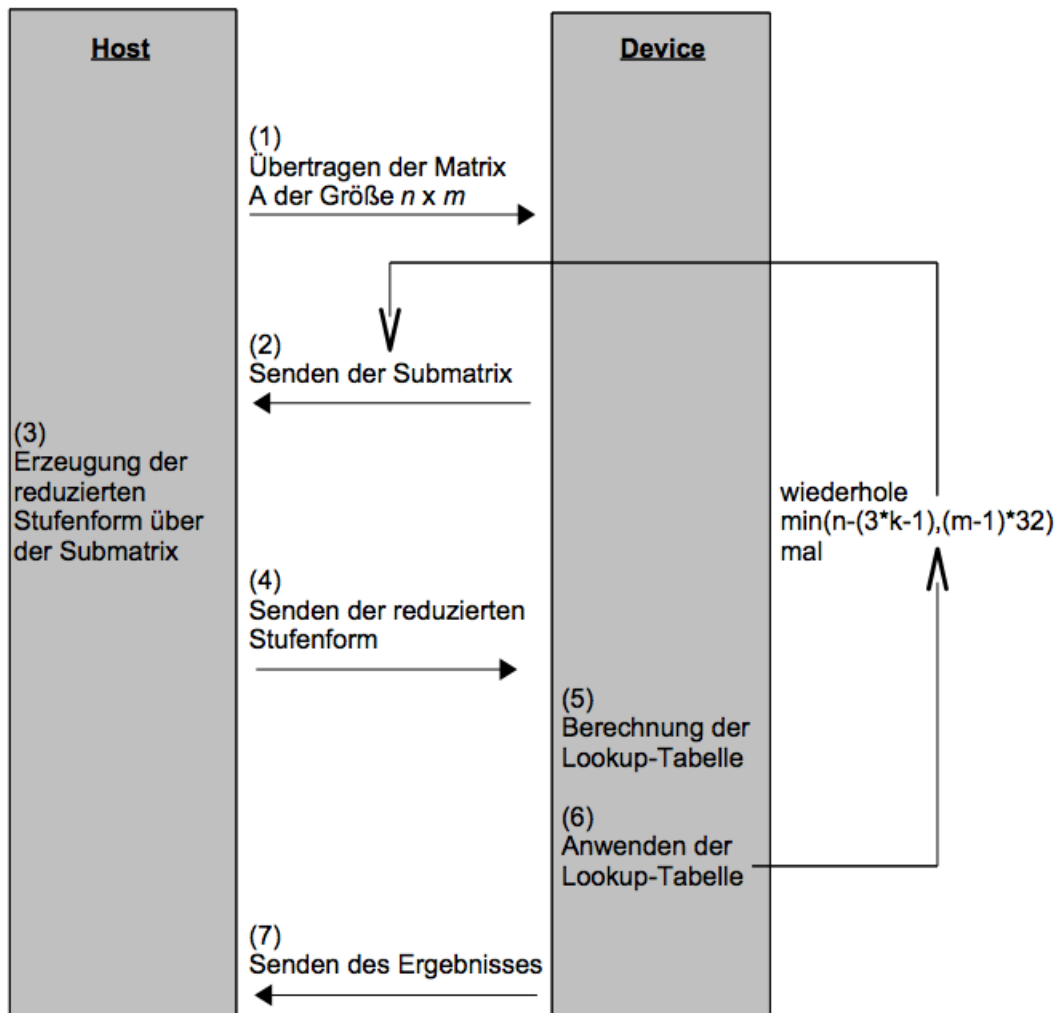 Host
Device
(1)
Übertragen der Matrix
A der Größe n x m
(2)
Senden der Submatrix
(3)
Erzeugung der
reduzierten
Stufenform über
der Submatrix
wiederhole
min(n-(3*k-1),(m-1)*32)
mal
(4)
Senden der reduzierten
Stufenform
(5)
Berechnung der
Lookup-Tabelle
(6)
Anwenden der
Lookup-Tabelle
(7)
Senden des Ergebnisses